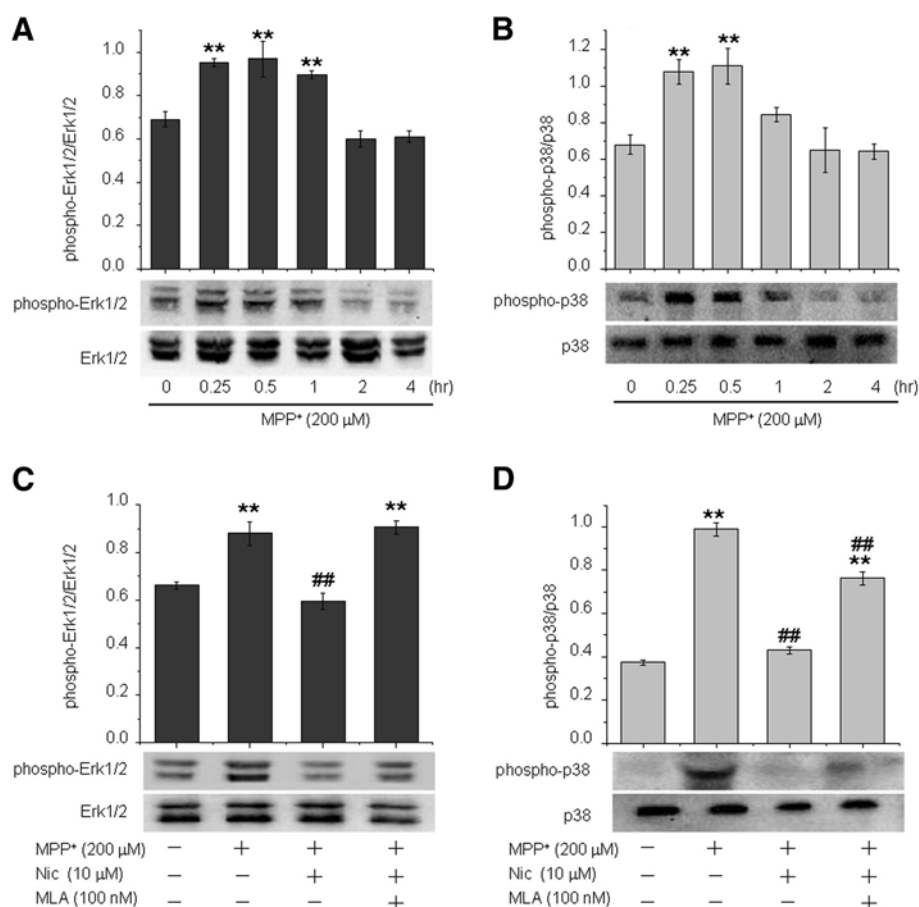 A
phospho-Erk1/2/Erk1/2
1.0
0.8
0.6
0.4
0.2
0.0
** ** **
phospho-Erk1/2
Erk1/2
0 0.25 0.5 1 2 4 (hr)
MPP+ (200 μM)
B
phospho-p38/p38
1.2
1.0
0.8
0.6
0.4
0.2
0.0
** **
phospho-p38
p38
0 0.25 0.5 1 2 4 (hr)
MPP+ (200 μM)
C
phospho-Erk1/2/Erk1/2
1.0
0.8
0.6
0.4
0.2
0.0
** ## **
phospho-Erk1/2
Erk1/2
MPP+ (200 μM) − + + +
Nic (10 μM) − − + +
MLA (100 nM) − − − +
D
phospho-p38/p38
1.0
0.8
0.6
0.4
0.2
0.0
** ## ##
**
phospho-p38
p38
MPP+ (200 μM) − + + +
Nic (10 μM) − − + +
MLA (100 nM) − − − +